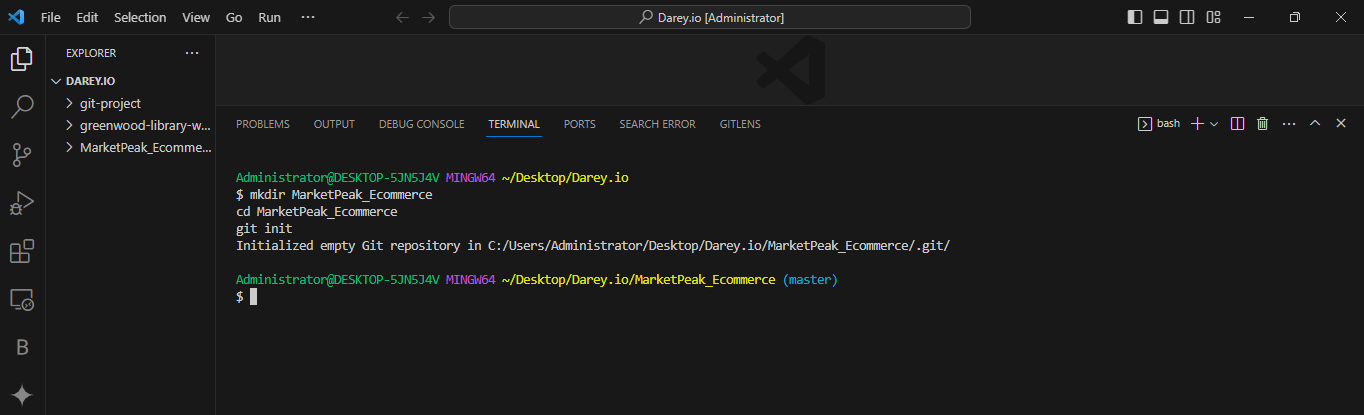 File Edit Selection View Go Run ···
Darey.io [Administrator]
EXPLORER ···
DAREY.IO
git-project
greenwood-library-w...
MarketPeak_Ecomme...
PROBLEMS OUTPUT DEBUG CONSOLE TERMINAL PORTS SEARCH ERROR GITLENS
bash
Administrator@DESKTOP-5JN5J4V MINGW64 ~/Desktop/Darey.io
$ mkdir MarketPeak_Ecommerce
cd MarketPeak_Ecommerce
git init
Initialized empty Git repository in C:/Users/Administrator/Desktop/Darey.io/MarketPeak_Ecommerce/.git/
Administrator@DESKTOP-5JN5J4V MINGW64 ~/Desktop/Darey.io/MarketPeak_Ecommerce (master)
$
B